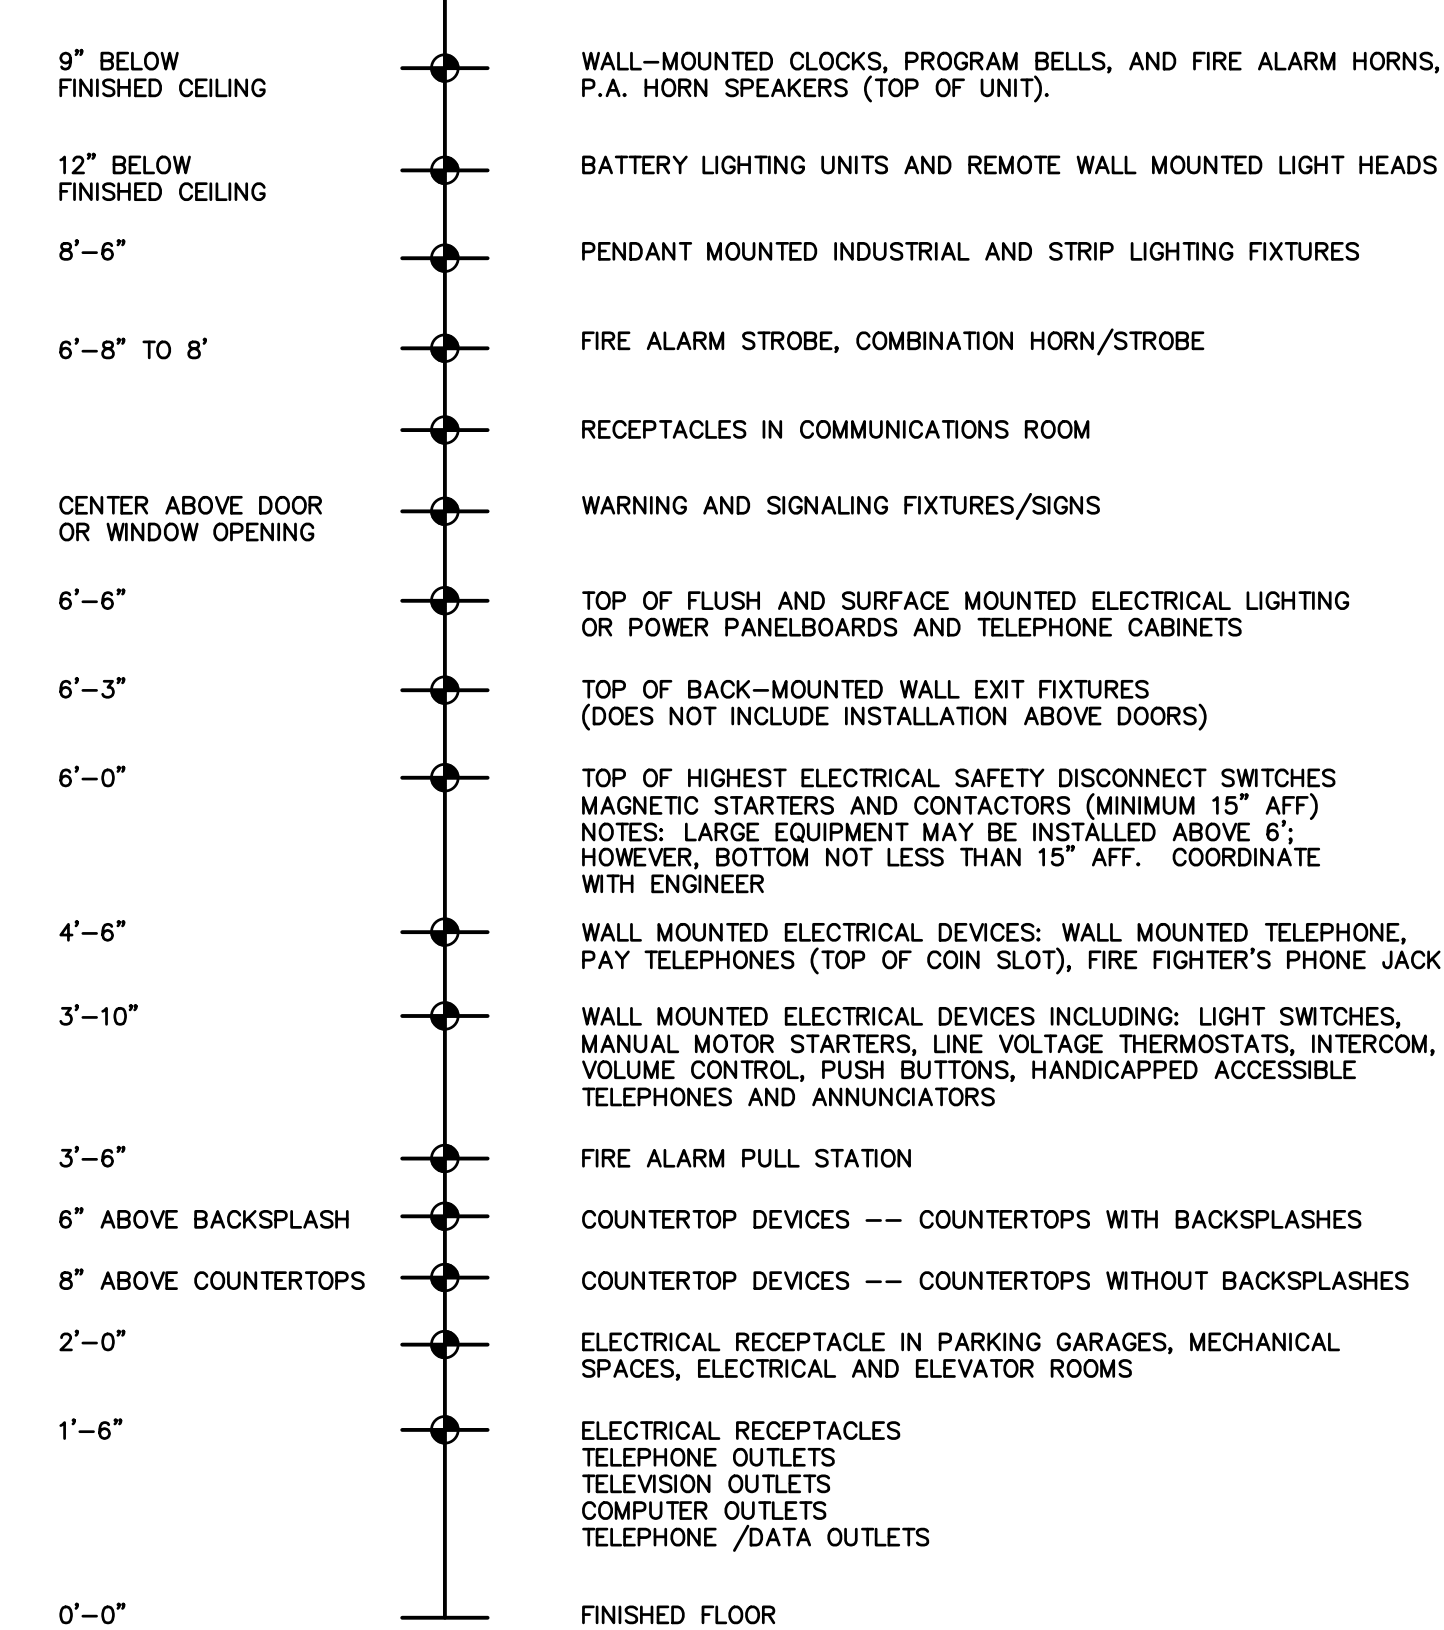 9" BELOW
FINISHED CEILING
WALL-MOUNTED CLOCKS, PROGRAM BELLS, AND FIRE ALARM HORNS,
P.A. HORN SPEAKERS (TOP OF UNIT).
12" BELOW
FINISHED CEILING
BATTERY LIGHTING UNITS AND REMOTE WALL MOUNTED LIGHT HEADS
8'-6"
PENDANT MOUNTED INDUSTRIAL AND STRIP LIGHTING FIXTURES
6'-8" TO 8'
FIRE ALARM STROBE, COMBINATION HORN/STROBE
RECEPTACLES IN COMMUNICATIONS ROOM
CENTER ABOVE DOOR
OR WINDOW OPENING
WARNING AND SIGNALING FIXTURES/SIGNS
6'-6"
TOP OF FLUSH AND SURFACE MOUNTED ELECTRICAL LIGHTING
OR POWER PANELBOARDS AND TELEPHONE CABINETS
6'-3"
TOP OF BACK-MOUNTED WALL EXIT FIXTURES
(DOES NOT INCLUDE INSTALLATION ABOVE DOORS)
6'-0"
TOP OF HIGHEST ELECTRICAL SAFETY DISCONNECT SWITCHES
MAGNETIC STARTERS AND CONTACTORS (MINIMUM 15" AFF)
NOTES: LARGE EQUIPMENT MAY BE INSTALLED ABOVE 6';
HOWEVER, BOTTOM NOT LESS THAN 15" AFF. COORDINATE
WITH ENGINEER
4'-6"
WALL MOUNTED ELECTRICAL DEVICES: WALL MOUNTED TELEPHONE,
PAY TELEPHONES (TOP OF COIN SLOT), FIRE FIGHTER'S PHONE JACK
3'-10"
WALL MOUNTED ELECTRICAL DEVICES INCLUDING: LIGHT SWITCHES,
MANUAL MOTOR STARTERS, LINE VOLTAGE THERMOSTATS, INTERCOM,
VOLUME CONTROL, PUSH BUTTONS, HANDICAPPED ACCESSIBLE
TELEPHONES AND ANNUNCIATORS
3'-6"
FIRE ALARM PULL STATION
6" ABOVE BACKSPLASH
COUNTERTOP DEVICES -- COUNTERTOPS WITH BACKSPLASHES
8" ABOVE COUNTERTOPS
COUNTERTOP DEVICES -- COUNTERTOPS WITHOUT BACKSPLASHES
2'-0"
ELECTRICAL RECEPTACLE IN PARKING GARAGES, MECHANICAL
SPACES, ELECTRICAL AND ELEVATOR ROOMS
1'-6"
ELECTRICAL RECEPTACLES
TELEPHONE OUTLETS
TELEVISION OUTLETS
COMPUTER OUTLETS
TELEPHONE /DATA OUTLETS
0'-0"
FINISHED FLOOR